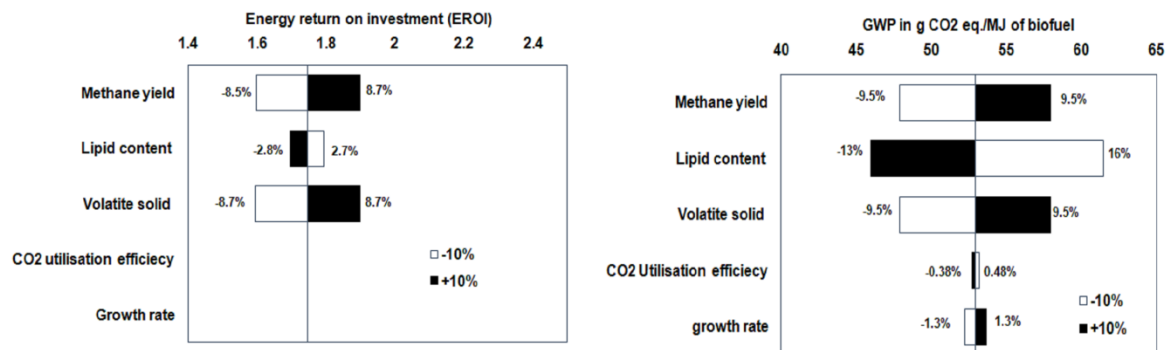 Energy return on investment (EROI)
1.4 1.6 1.8 2 2.2 2.4
Methane yield -8.5% 8.7%
Lipid content -2.8% 2.7%
Volatite solid -8.7% 8.7%
CO2 utilisation efficiecy
Growth rate
-10%
+10%
GWP in g CO2 eq./MJ of biofuel
40 45 50 55 60 65
Methane yield -9.5% 9.5%
Lipid content -13% 16%
Volatite solid -9.5% 9.5%
CO2 Utilisation efficiecy -0.38% 0.48%
growth rate -1.3% 1.3%
-10%
+10%